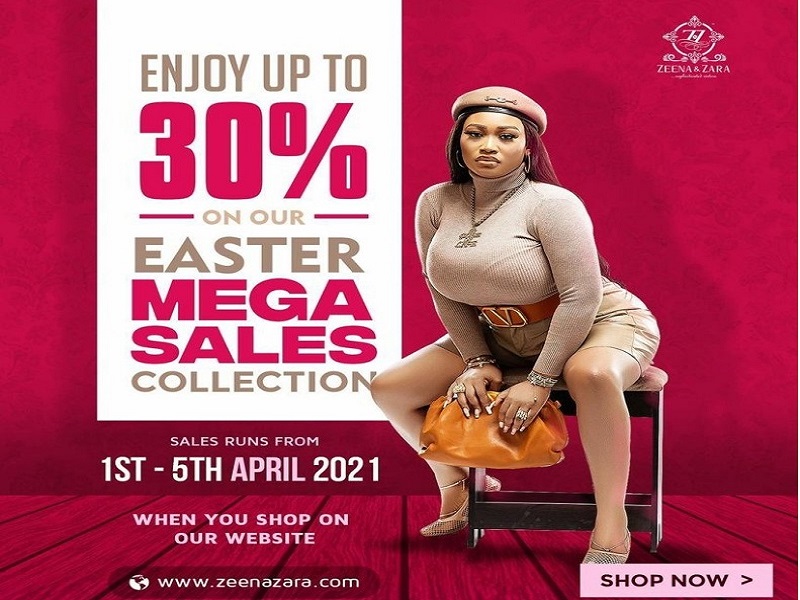 ZEENA & ZARA
ENJOY UP TO
30%
ON OUR
EASTER
MEGA
SALES
COLLECTION
SALES RUNS FROM
1ST - 5TH APRIL 2021
WHEN YOU SHOP ON
OUR WEBSITE
www.zeenazara.com
SHOP NOW >